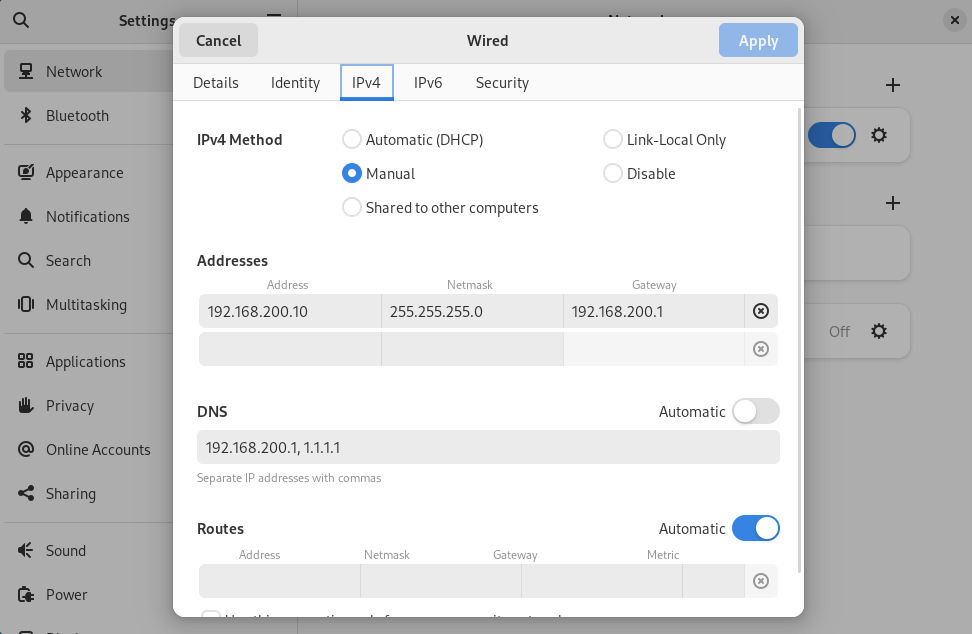 Settings
Cancel
Wired
Apply
Details
Identity
IPv4
IPv6
Security
Network
Bluetooth
Appearance
Notifications
Search
Multitasking
Applications
Privacy
Online Accounts
Sharing
Sound
Power
IPv4 Method
Automatic (DHCP)
Link-Local Only
Manual
Disable
Shared to other computers
Addresses
Address
Netmask
Gateway
192.168.200.10
255.255.255.0
192.168.200.1
DNS
Automatic
192.168.200.1, 1.1.1.1
Separate IP addresses with commas
Routes
Automatic
Address
Netmask
Gateway
Metric
Off